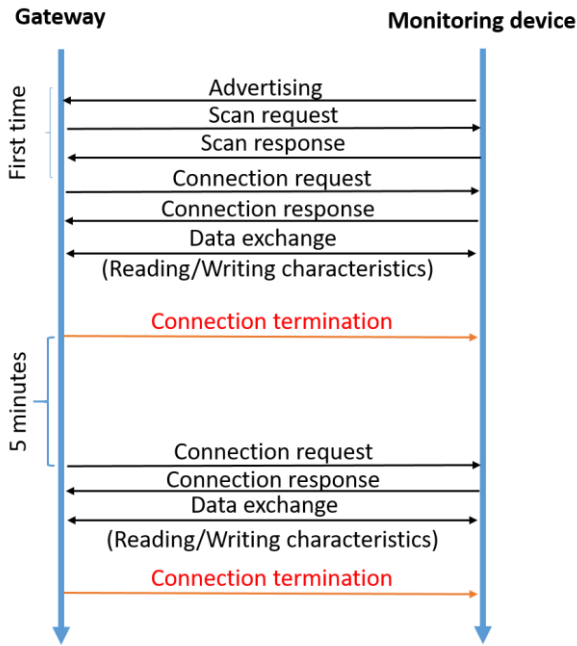 Gateway
Monitoring device
First time
Advertising
Scan request
Scan response
Connection request
Connection response
Data exchange
(Reading/Writing characteristics)
Connection termination
5 minutes
Connection request
Connection response
Data exchange
(Reading/Writing characteristics)
Connection termination